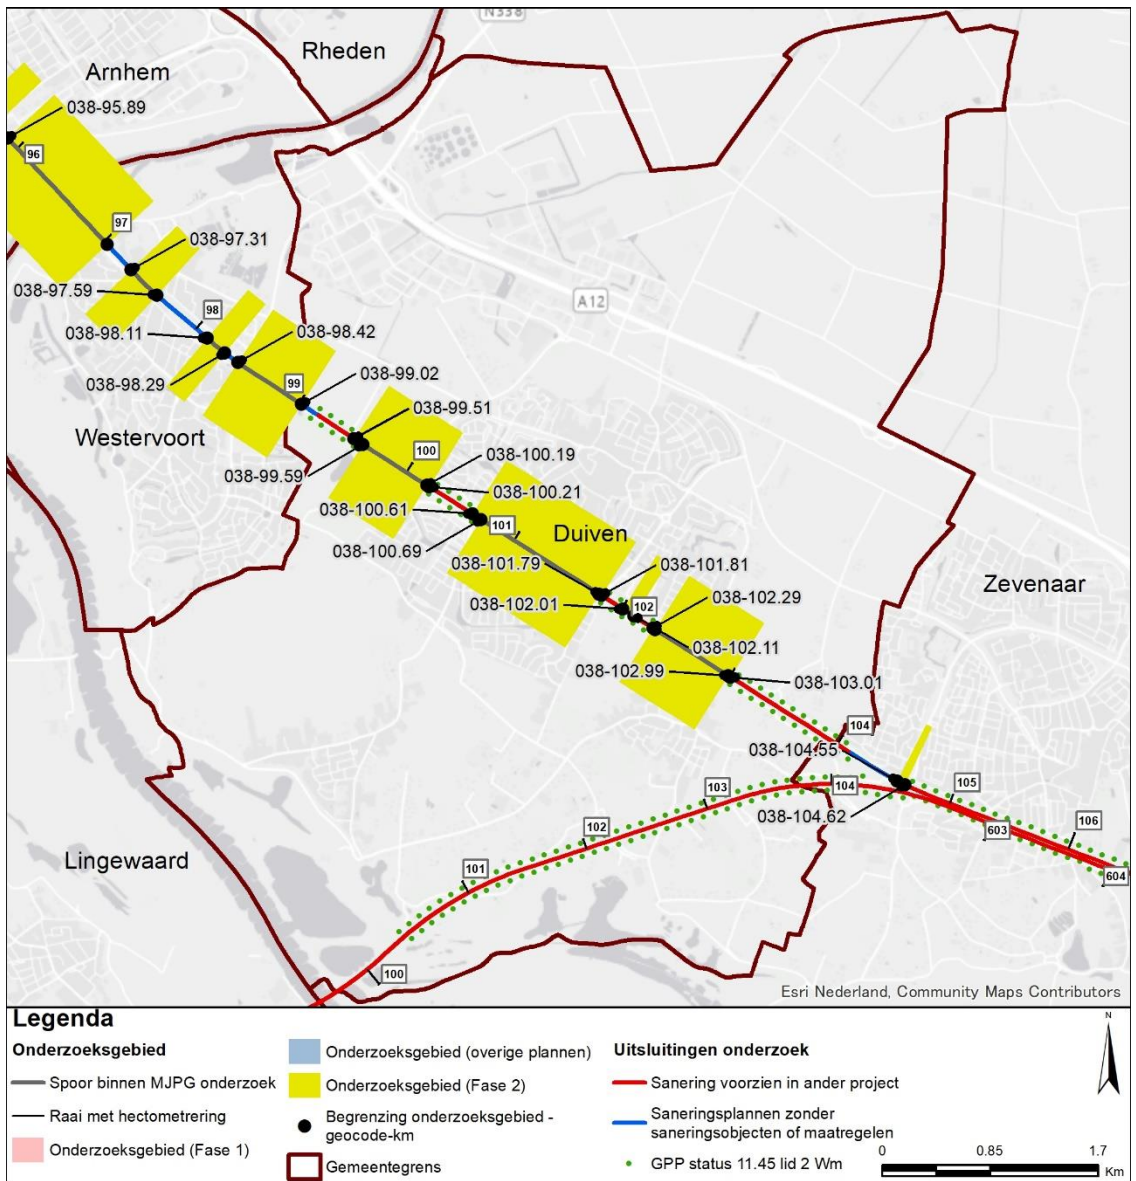 N338
Rheden
Arnhem
038-95.89
96
97
038-97.31
038-97.59
98
A12
038-98.11
038-98.42
038-98.29
99
038-99.02
038-99.51
Westervoort
038-99.59
100
038-100.19
038-100.21
038-100.61
101
Duiven
038-100.69
038-101.79
038-101.81
Zevenaar
038-102.01
102
038-102.29
038-102.11
038-102.99
038-103.01
104
038-104.55
103
104
105
038-104.62
106
603
102
Lingewaard
101
604
100
Esri Nederland, Community Maps Contributors
Legenda
Onderzoeksgebied
Spoor binnen MJPG onderzoek
Raai met hectometrering
Onderzoeksgebied (Fase 1)
Onderzoeksgebied (overige plannen)
Onderzoeksgebied (Fase 2)
Begrenzing onderzoeksgebied -
geocode-km
Gemeentegrens
Uitsluitingen onderzoek
Sanering voorzien in ander project
Saneringsplannen zonder
saneringsobjecten of maatregelen
GPP status 11.45 lid 2 Wm
N
0 0.85 1.7
Km